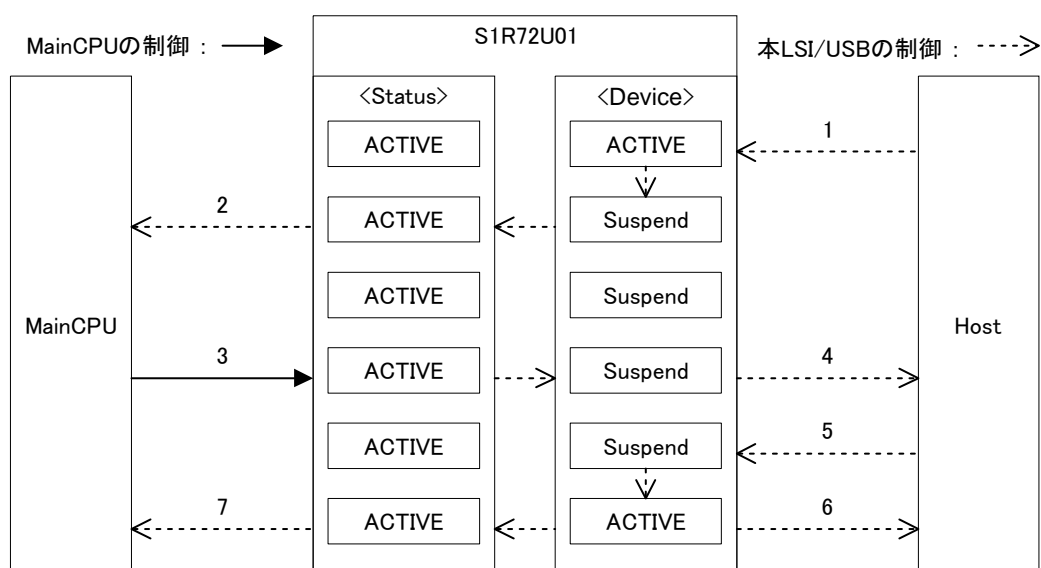 MainCPUの制御 :
S1R72U01
本LSI/USBの制御 :
<Status>
<Device>
ACTIVE
ACTIVE
1
2
ACTIVE
Suspend
ACTIVE
Suspend
MainCPU
Host
3
ACTIVE
Suspend
4
ACTIVE
Suspend
5
7
ACTIVE
ACTIVE
6